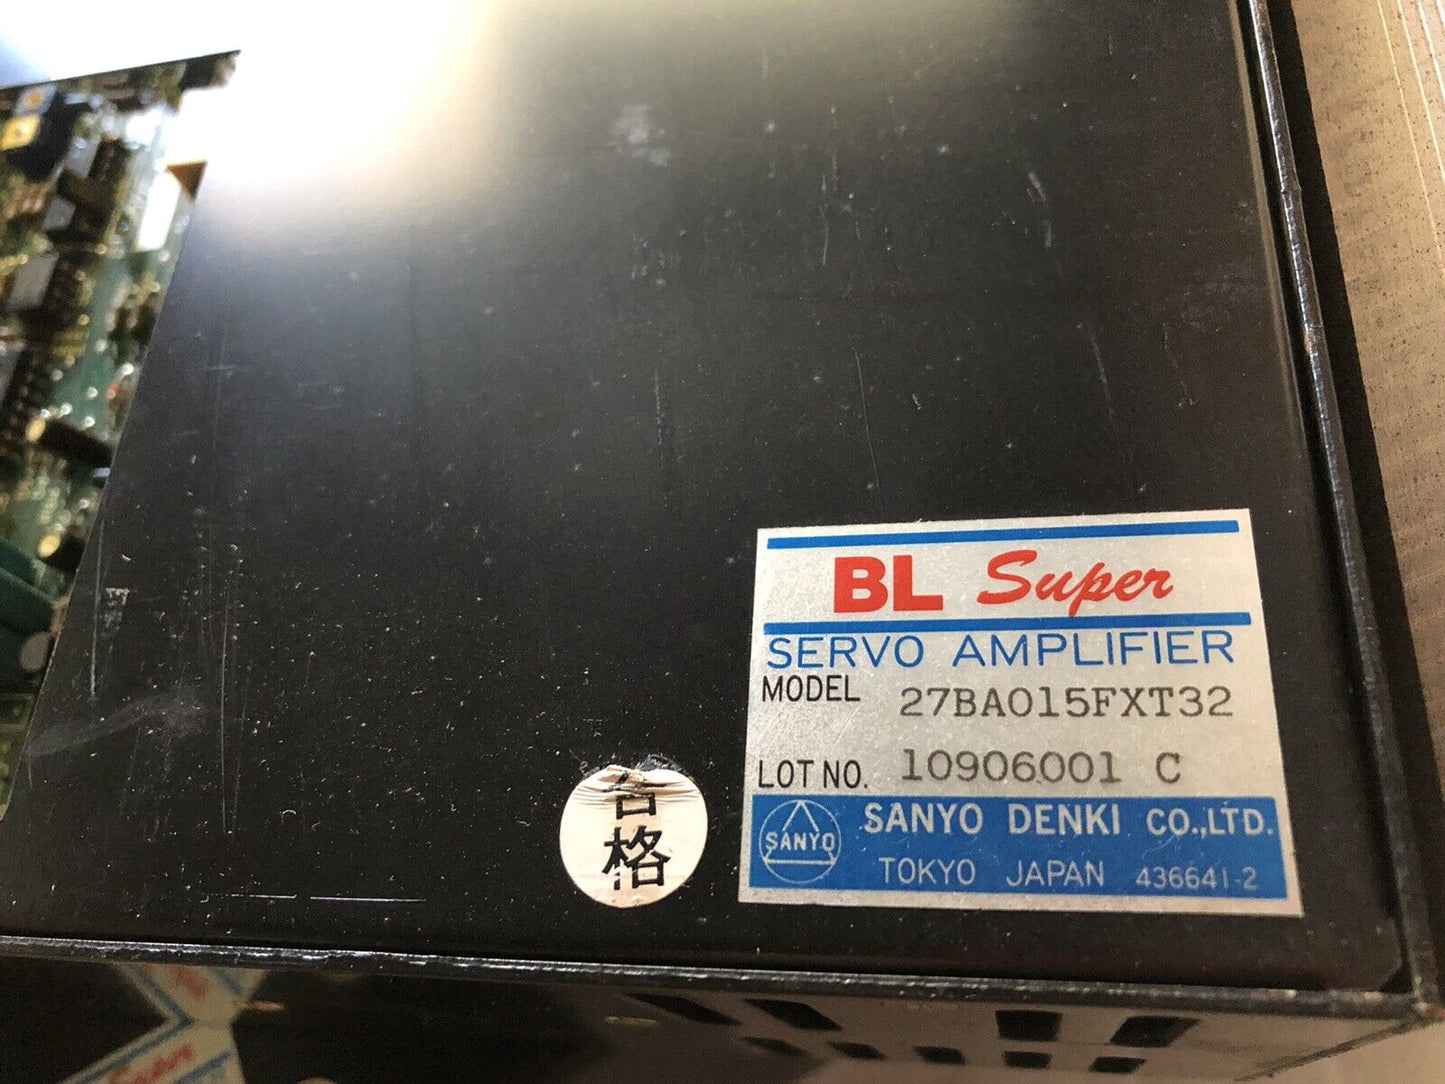 BL Super
SERVO AMPLIFIER
MODEL 27BA015FXT32
LOT NO. 10906001 C
SANYO
SANYO DENKI CO.,LTD.
TOKYO JAPAN 436641-2
合
格
Super